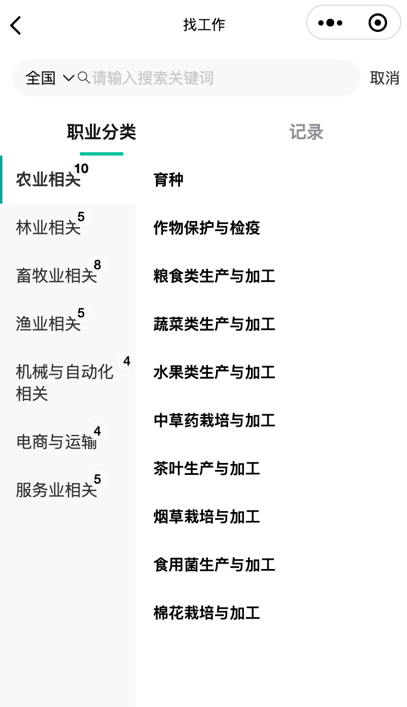 找工作
全国 请输入搜索关键词 取消
职业分类 记录
农业相关 10
林业相关 5
畜牧业相关 8
渔业相关 5
机械与自动化 4
相关
电商与运输 4
服务业相关 5
育种
作物保护与检疫
粮食类生产与加工
蔬菜类生产与加工
水果类生产与加工
中草药栽培与加工
茶叶生产与加工
烟草栽培与加工
食用菌生产与加工
棉花栽培与加工